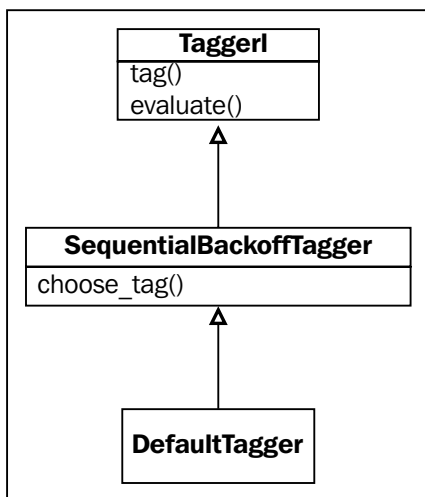 TaggerI
tag()
evaluate()
SequentialBackoffTagger
choose_tag()
DefaultTagger